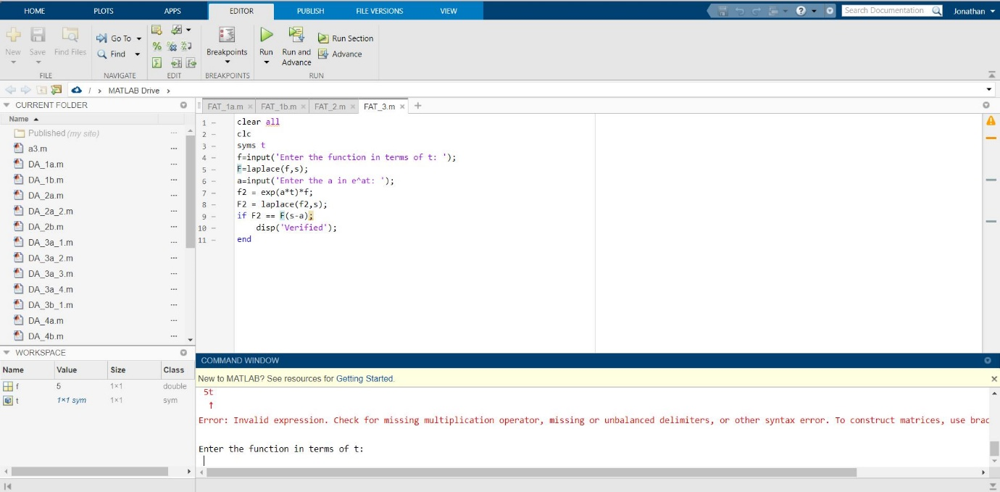 HOME PLOTS APPS EDITOR PUBLISH FILE VERSIONS VIEW Search Documentation Jonathan
New Save Find Files Go To Find Breakpoints Run Run and Advance Run Section Advance
FILE NAVIGATE EDIT BREAKPOINTS RUN
/ > MATLAB Drive >
CURRENT FOLDER
Name
Published (my site)
a3.m
DA_1a.m
DA_1b.m
DA_2a.m
DA_2a_2.m
DA_2b.m
DA_3a_1.m
DA_3a_2.m
DA_3a_3.m
DA_3a_4.m
DA_3b_1.m
DA_4a.m
DA_4b.m
WORKSPACE
Name Value Size Class
f 5 1×1 double
t 1×1 sym 1×1 sym
FAT_1a.m × FAT_1b.m × FAT_2.m × FAT_3.m × +
1 – clear all
2 – clc
3 – syms t
4 – f=input('Enter the function in terms of t: ');
5 – F=laplace(f,s);
6 – a=input('Enter the a in e^at: ');
7 – f2 = exp(a*t)*f;
8 – F2 = laplace(f2,s);
9 – if F2 == F(s-a);
10 – disp('Verified');
11 – end
COMMAND WINDOW
New to MATLAB? See resources for Getting Started.
5t
↑
Error: Invalid expression. Check for missing multiplication operator, missing or unbalanced delimiters, or other syntax error. To construct matrices, use brac
Enter the function in terms of t: